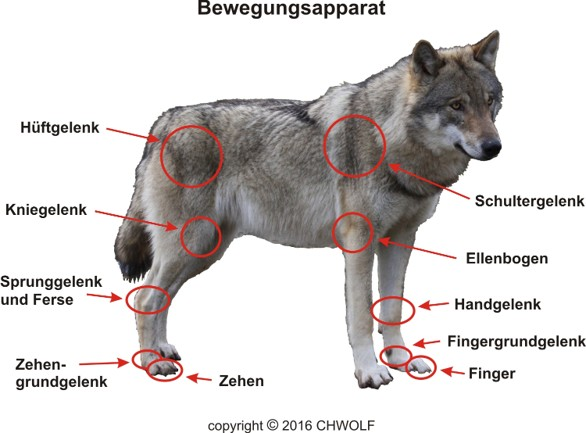 Bewegungsapparat
Hüftgelenk
Kniegelenk
Schultergelenk
Ellenbogen
Sprunggelenk
und Ferse
Handgelenk
Fingergrundgelenk
Zehen-
grundgelenk
Zehen
Finger
copyright © 2016 CHWOLF